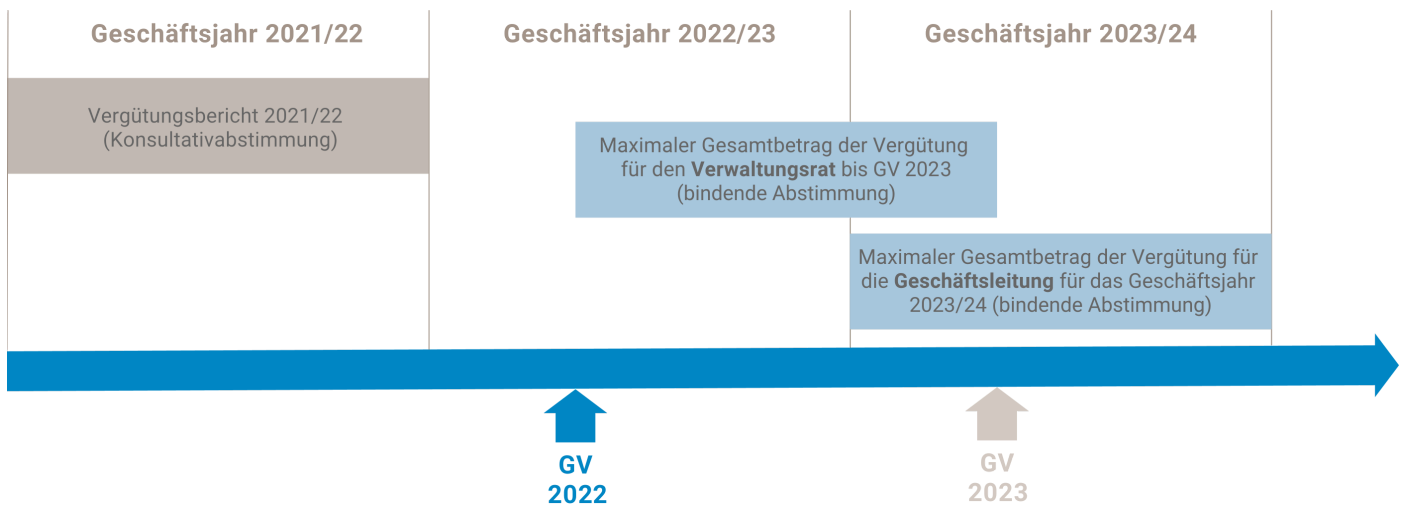 Geschäftsjahr 2021/22
Geschäftsjahr 2022/23
Geschäftsjahr 2023/24
Vergütungsbericht 2021/22
(Konsultativabstimmung)
Maximaler Gesamtbetrag der Vergütung
für den Verwaltungsrat bis GV 2023
(bindende Abstimmung)
Maximaler Gesamtbetrag der Vergütung für
die Geschäftsleitung für das Geschäftsjahr
2023/24 (bindende Abstimmung)
GV
2022
GV
2023